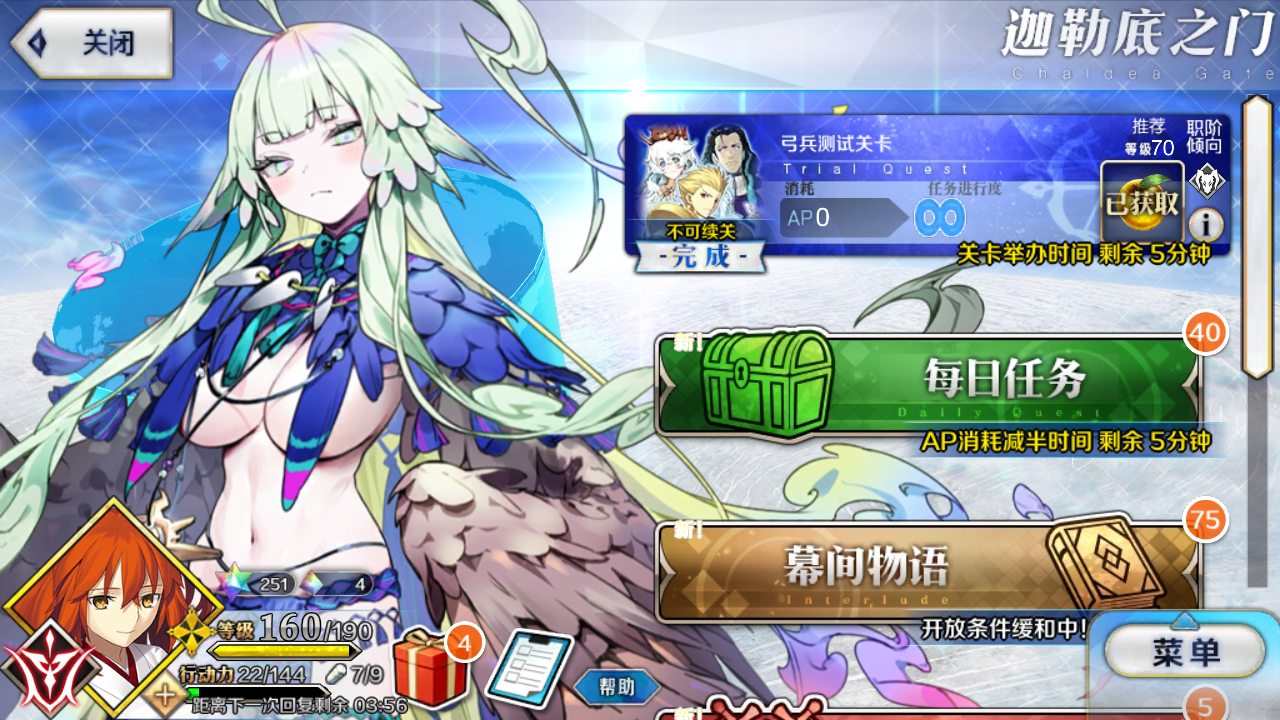 关闭
迦勒底之门
Chaldea Gate
弓兵测试关卡
Trial Quest
推荐
等级70
职阶
倾向
消耗
任务进行度
AP0
已获取
不可续关
-完成-
关卡举办时间 剩余 5分钟
40
新!
每日任务
Daily Quest
AP消耗减半时间 剩余 5分钟
75
新!
幕间物语
Interlude
开放条件缓和中!
251
4
等级160/190
行动力22/144
7/9
距离下一次回复剩余 03:56
4
帮助
菜单
5
新!